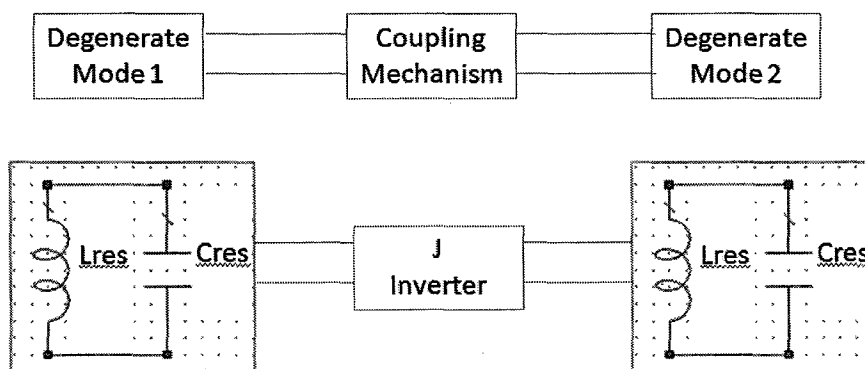 Degenerate
Mode 1
Coupling
Mechanism
Degenerate
Mode 2
Lres
Cres
J
Inverter
Lres
Cres